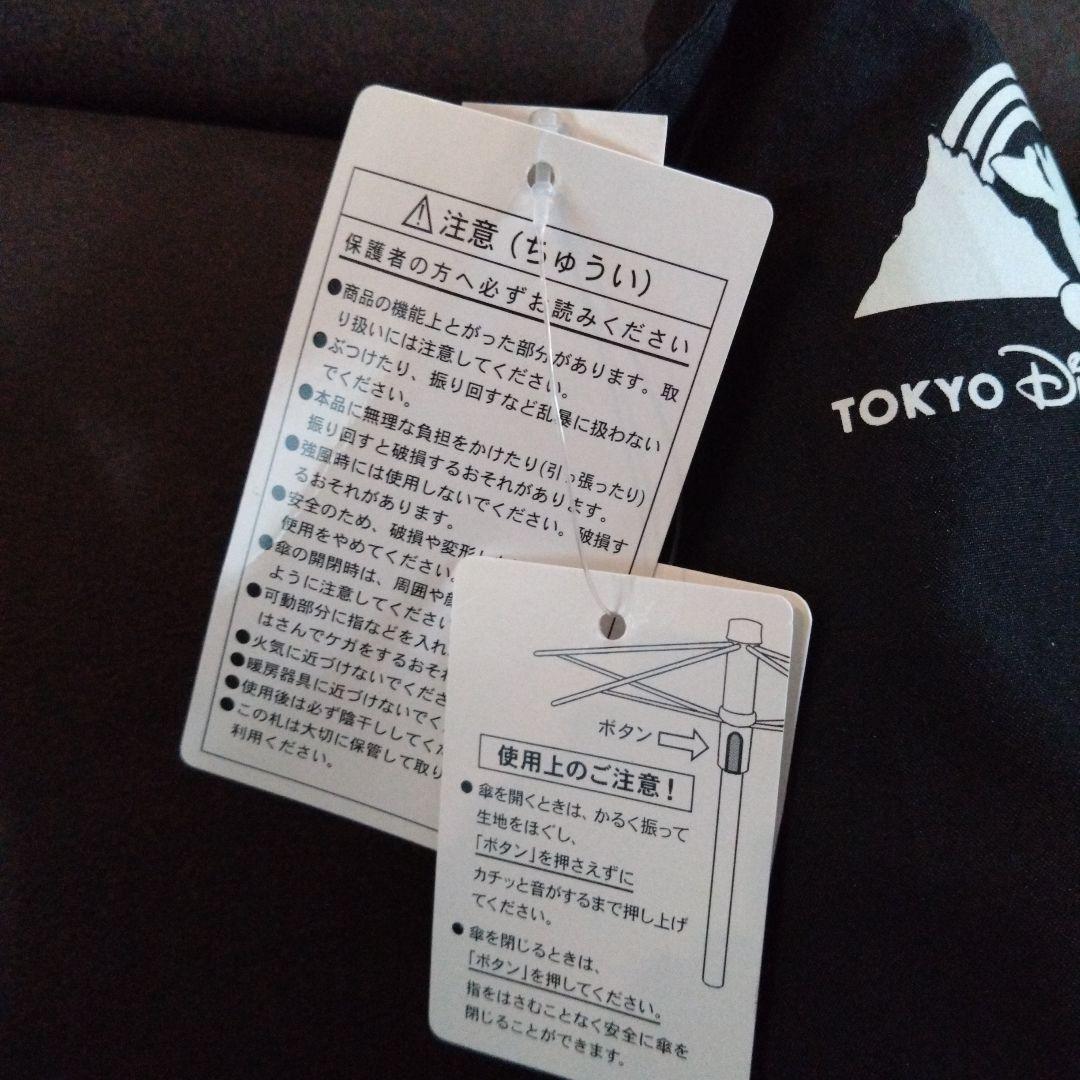 注意(ちゅうい)
保護者の方へ必ずお読みください
●商品の機能上とがった部分があります。取
り扱いには注意してください。
●ぶつけたり、振り回すなど乱暴に扱わない
でください。
●本品に無理な負担をかけたり(引っ張ったり)
振り回すと破損するおそれがあります。
●強風時には使用しないでください。破損す
るおそれがあります。
●安全のため、破損や変形し
使用をやめてください。
●傘の開閉時は、周囲や
ように注意してください
●可動部分に指などを入れ
はさんでケガをするおそれ
●火気に近づけないでくださ
●暖房器具に近づけないでく
●使用後は必ず陰干ししてくだ
●この札は大切に保管して取り
利用ください。
ボタン
使用上のご注意!
●傘を開くときは、かるく振って
生地をほぐし、
「ボタン」を押さえずに
カチッと音がするまで押し上げ
てください。
●傘を閉じるときは、
「ボタン」を押してください。
指をはさむことなく安全に傘を
閉じることができます。
TOKYO Di